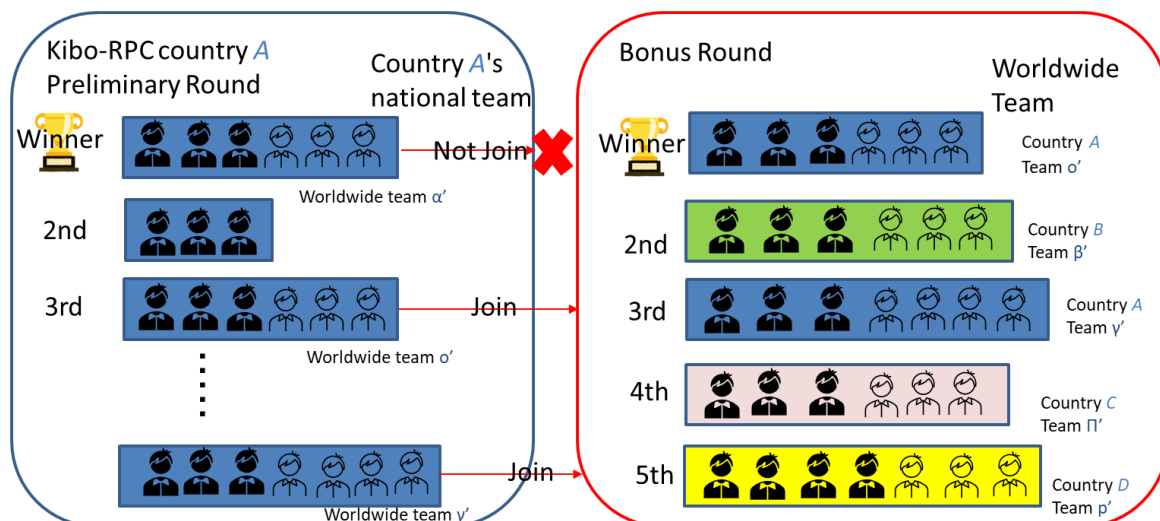 Kibo-RPC country A
Preliminary Round
Country A's
national team
Winner
Not Join
Worldwide team α'
2nd
3rd
Join
Worldwide team o'
Join
Worldwide team γ'
Bonus Round
Worldwide
Team
Winner
Country A
Team o'
2nd
Country B
Team β'
3rd
Country A
Team γ'
4th
Country C
Team Π'
5th
Country D
Team p'